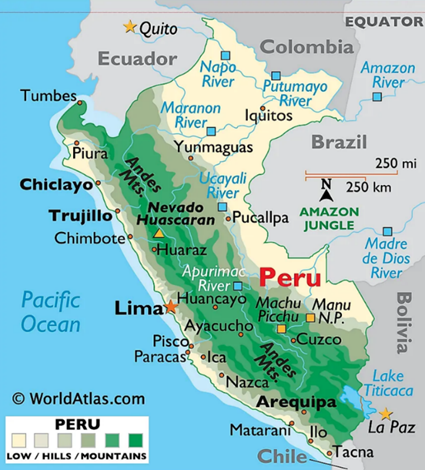 EQUATOR
Quito
Colombia
Ecuador
Napo
River
Putumayo
River
Amazon
River
Tumbes
Maranon
River
Iquitos
Brazil
Piura
Yunmaguas
Andes
Mts.
250 mi
250 km
N
Chiclayo
Ucayali
River
Nevado
Huascaran
AMAZON
JUNGLE
Trujillo
Pucallpa
Chimbote
Huaraz
Madre
de Dios
River
Apurimac
River
Peru
Pacific
Ocean
Lima
Huancayo
Machu
Picchu
Manu
N.P.
Bolivia
Ayacucho
Cuzco
Pisco
Paracas
Ica
Andes
Mts.
Nazca
Lake
Titicaca
© WorldAtlas.com
Arequipa
La Paz
PERU
Matarani
Ilo
LOW / HILLS / MOUNTAINS
Chile
Tacna